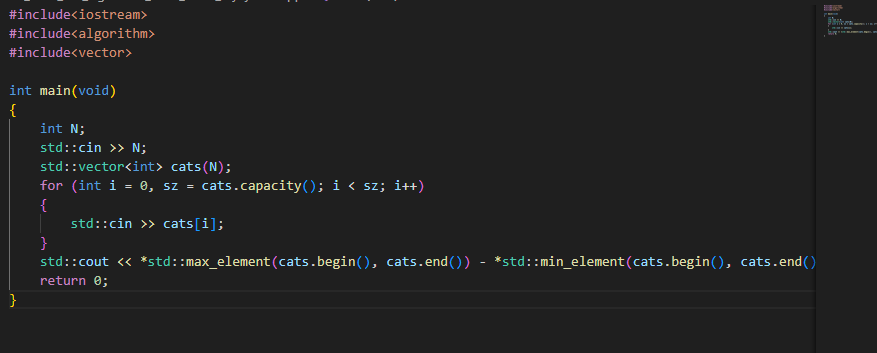 #include<iostream>
#include<algorithm>
#include<vector>
int main(void)
{
int N;
std::cin >> N;
std::vector<int> cats(N);
for (int i = 0, sz = cats.capacity(); i < sz; i++)
{
std::cin >> cats[i];
}
std::cout << *std::max_element(cats.begin(), cats.end()) - *std::min_element(cats.begin(), cats.end()
return 0;
}